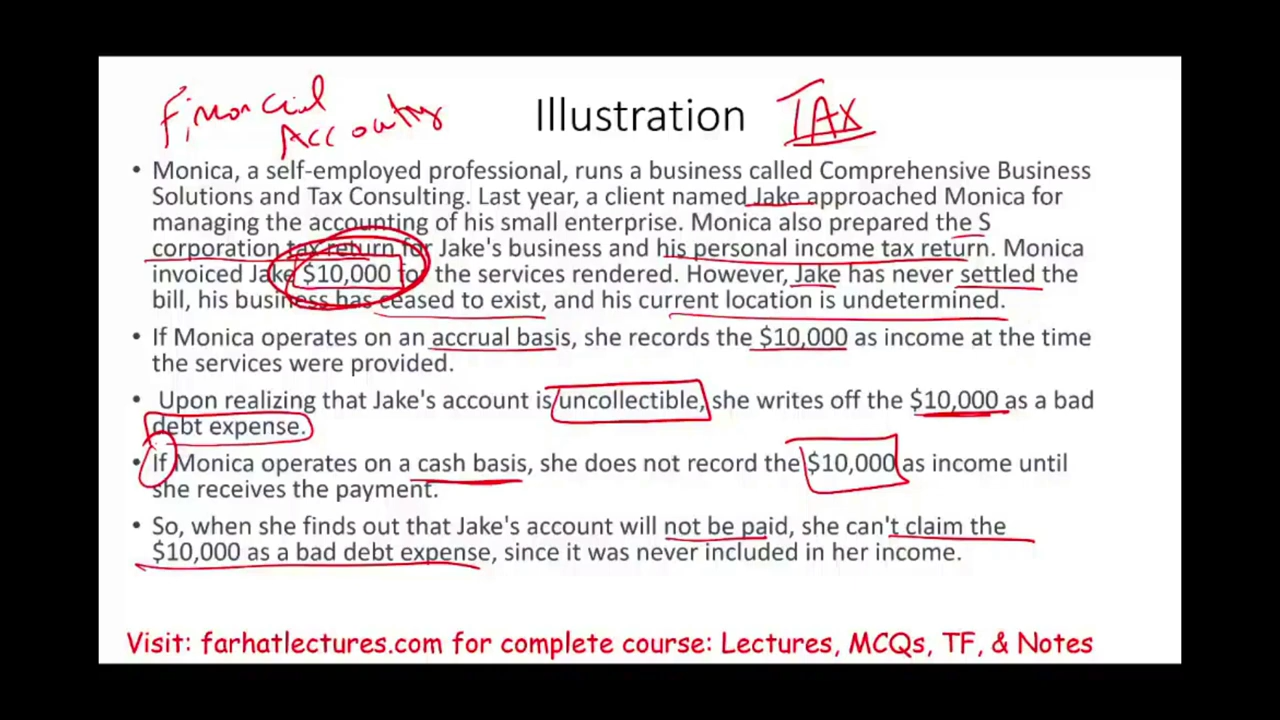 Financial
Accounting
Illustration TAX
• Monica, a self-employed professional, runs a business called Comprehensive Business
Solutions and Tax Consulting. Last year, a client named Jake approached Monica for
managing the accounting of his small enterprise. Monica also prepared the S
corporation tax return for Jake's business and his personal income tax return. Monica
invoiced Jake $10,000 for the services rendered. However, Jake has never settled the
bill, his business has ceased to exist, and his current location is undetermined.
• If Monica operates on an accrual basis, she records the $10,000 as income at the time
the services were provided.
• Upon realizing that Jake's account is uncollectible, she writes off the $10,000 as a bad
debt expense.
• If Monica operates on a cash basis, she does not record the $10,000 as income until
she receives the payment.
• So, when she finds out that Jake's account will not be paid, she can't claim the
$10,000 as a bad debt expense, since it was never included in her income.
Visit: farhatlectures.com for complete course: Lectures, MCQs, TF, & Notes